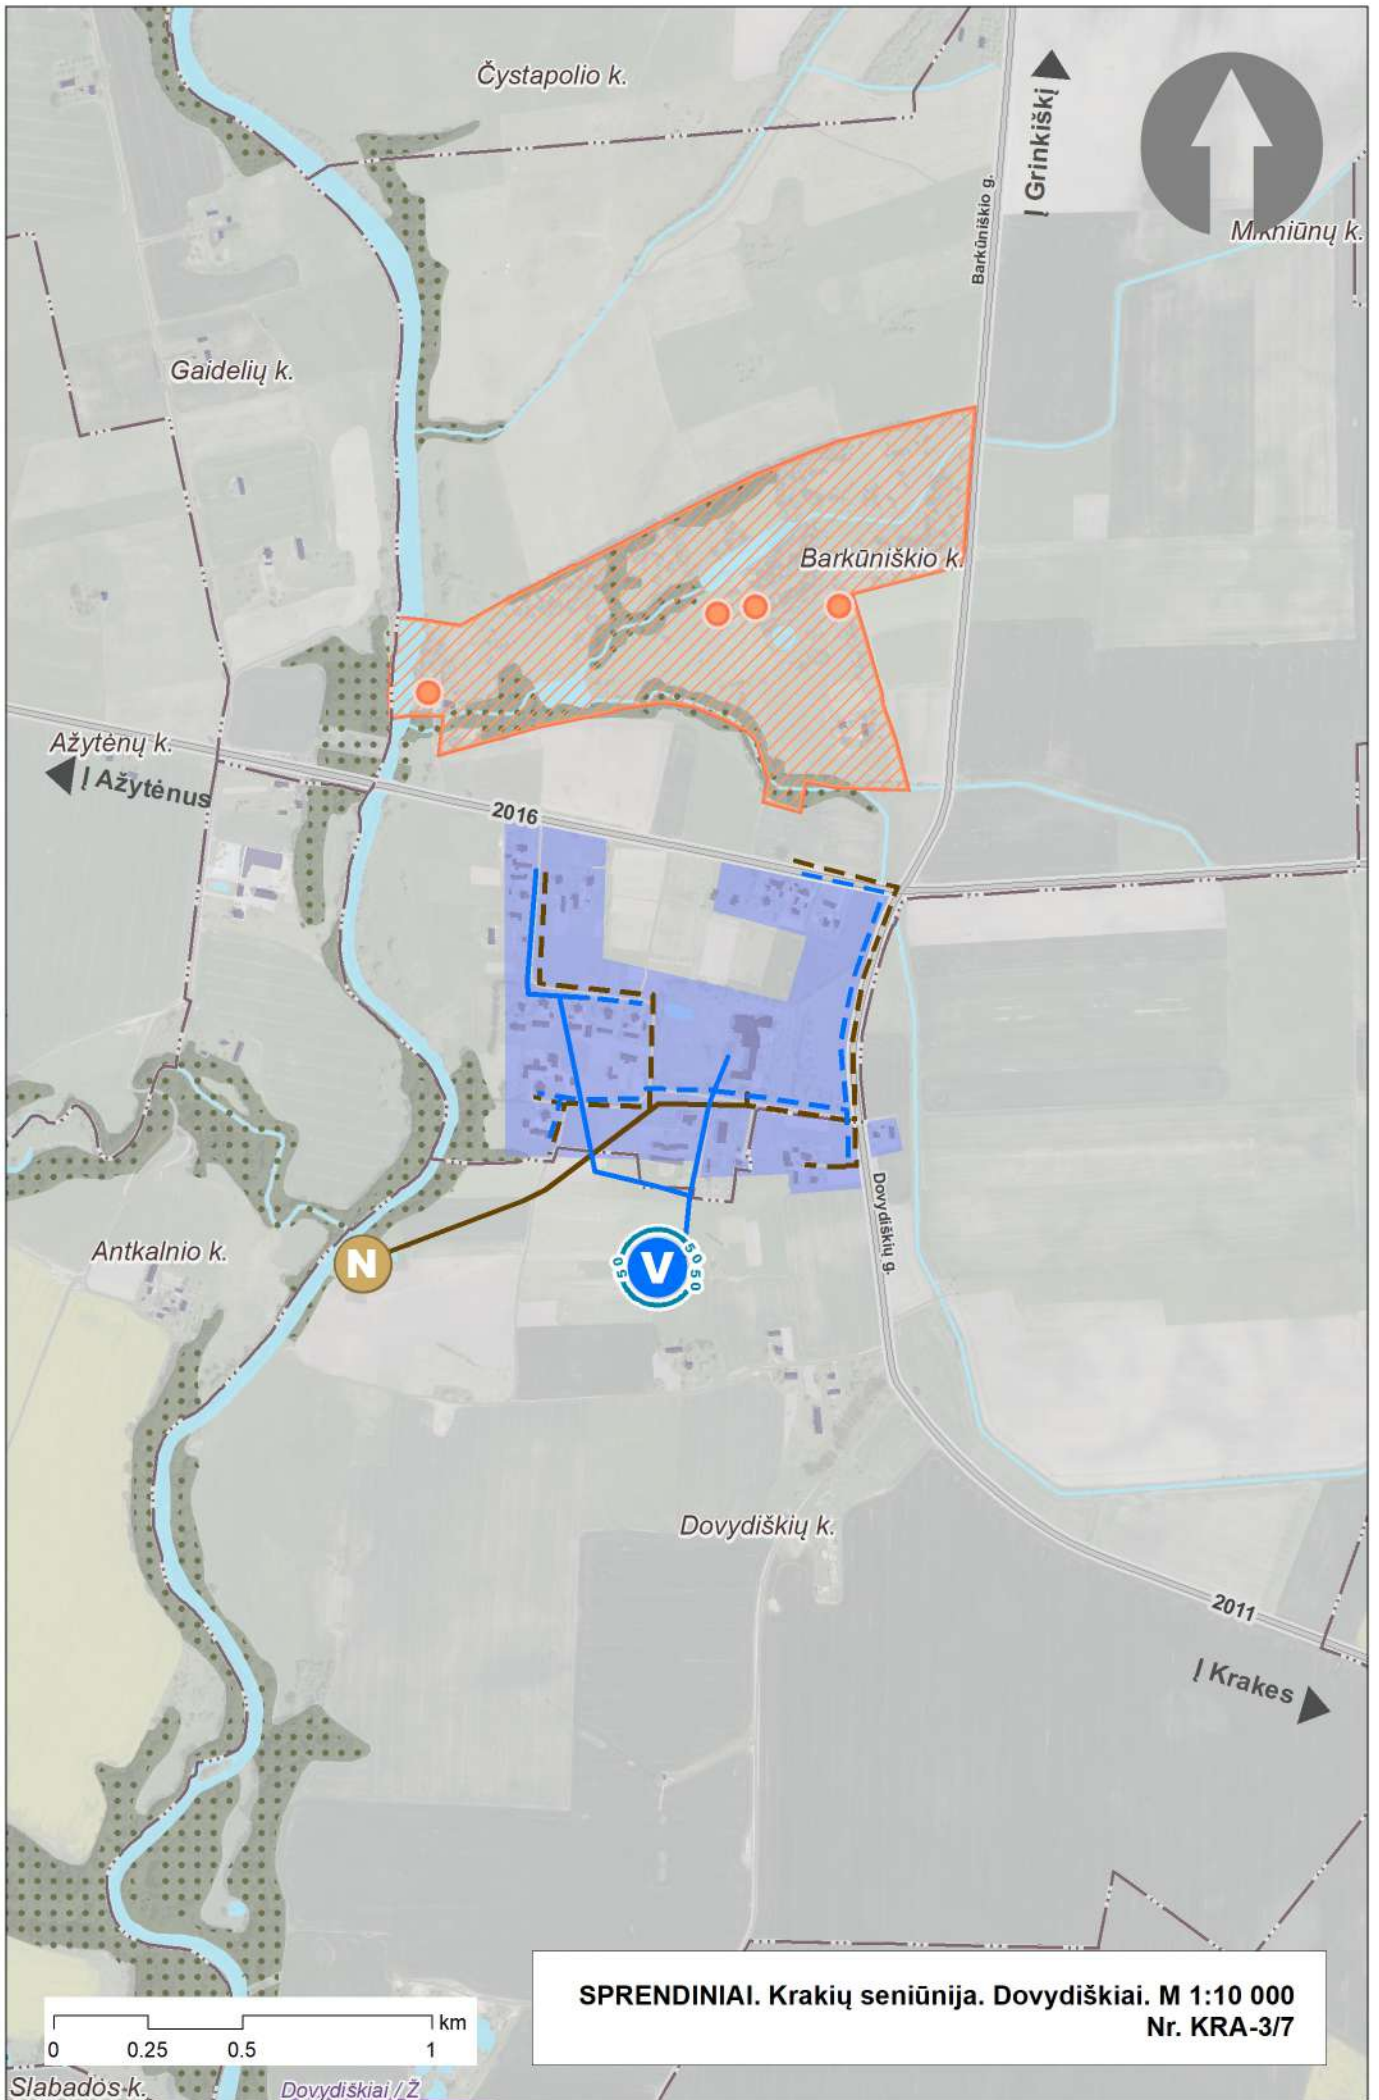 Čystapolio k.
Į Grinkiškį
Barkūniškio g.
Mikniūnų k.
Gaidelių k.
Barkūniškio k.
Ažytėnų k.
Į Ažytėnus
2016
Antkalnio k.
N
V
50
50
50
Dovydiškių g.
Dovydiškių k.
2011
Į Krakes
SPRENDINIAI. Krakių seniūnija. Dovydiškiai. M 1:10 000
Nr. KRA-3/7
km
0 0.25 0.5 1
Slabados k.
Dovydiškiai / Ž